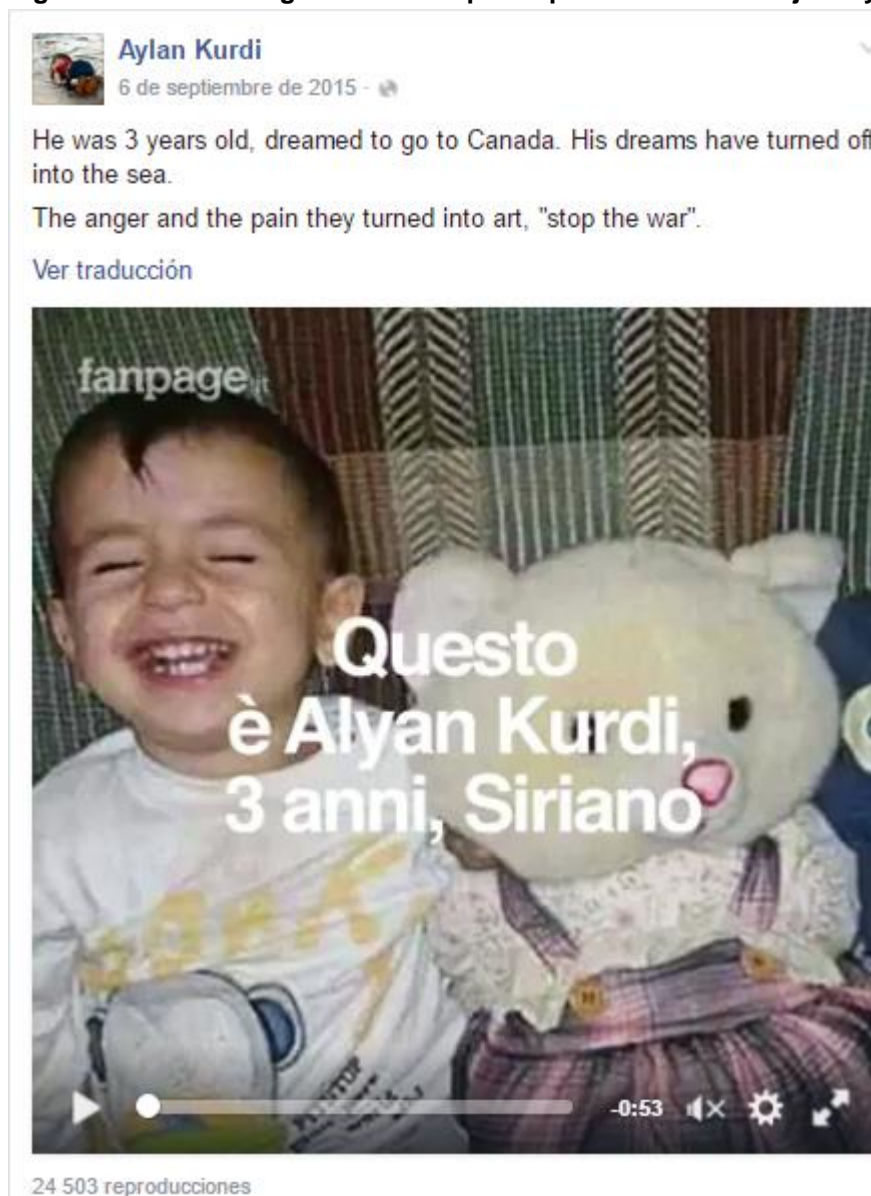 Aylan Kurdi
6 de septiembre de 2015 ·
He was 3 years old, dreamed to go to Canada. His dreams have turned off
into the sea.
The anger and the pain they turned into art, "stop the war".
Ver traducción
fanpage.it
Questo
è Alyan Kurdi,
3 anni, Siriano
-0:53
24 503 reproducciones